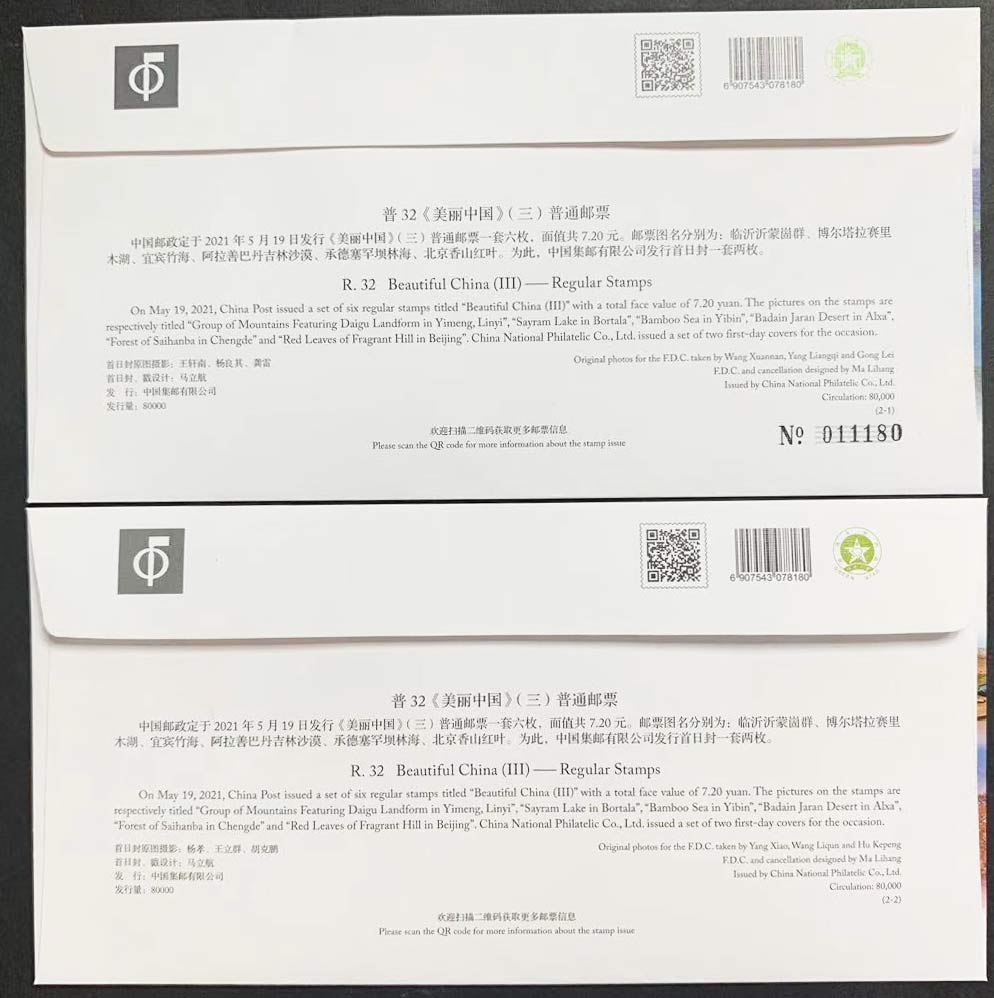 6 907543 078180
普 32《美丽中国》（三）普通邮票
中国邮政定于 2021 年 5 月 19 日发行《美丽中国》（三）普通邮票一套六枚，面值共 7.20 元。邮票图名分别为：临沂沂蒙崮群、博尔塔拉赛里
木湖、宜宾竹海、阿拉善巴丹吉林沙漠、承德塞罕坝林海、北京香山红叶。为此，中国集邮有限公司发行首日封一套两枚。
R. 32 Beautiful China (III) — Regular Stamps
On May 19, 2021, China Post issued a set of six regular stamps titled “Beautiful China (III)” with a total face value of 7.20 yuan. The pictures on the stamps are
respectively titled “Group of Mountains Featuring Daigu Landform in Yimeng, Linyi”, “Sayram Lake in Bortala”, “Bamboo Sea in Yibin”, “Badain Jaran Desert in Alxa”,
“Forest of Saihanba in Chengde” and “Red Leaves of Fragrant Hill in Beijing”. China National Philatelic Co., Ltd. issued a set of two first-day covers for the occasion.
首日封原图摄影：王轩南、杨良其、龚雷
首日封、戳设计：马立航
发 行：中国集邮有限公司
发行量：80000
Original photos for the F.D.C. taken by Wang Xuannan, Yang Liangqi and Gong Lei
F.D.C. and cancellation designed by Ma Lihang
Issued by China National Philatelic Co., Ltd.
Circulation: 80,000
(2-1)
欢迎扫描二维码获取更多邮票信息
Please scan the QR code for more information about the stamp issue
Nº 011180
6 907543 078180
普 32《美丽中国》（三）普通邮票
中国邮政定于 2021 年 5 月 19 日发行《美丽中国》（三）普通邮票一套六枚，面值共 7.20 元。邮票图名分别为：临沂沂蒙崮群、博尔塔拉赛里
木湖、宜宾竹海、阿拉善巴丹吉林沙漠、承德塞罕坝林海、北京香山红叶。为此，中国集邮有限公司发行首日封一套两枚。
R. 32 Beautiful China (III) — Regular Stamps
On May 19, 2021, China Post issued a set of six regular stamps titled “Beautiful China (III)” with a total face value of 7.20 yuan. The pictures on the stamps are
respectively titled “Group of Mountains Featuring Daigu Landform in Yimeng, Linyi”, “Sayram Lake in Bortala”, “Bamboo Sea in Yibin”, “Badain Jaran Desert in Alxa”,
“Forest of Saihanba in Chengde” and “Red Leaves of Fragrant Hill in Beijing”. China National Philatelic Co., Ltd. issued a set of two first-day covers for the occasion.
首日封原图摄影：杨孝、王立群、胡克鹏
首日封、戳设计：马立航
发 行：中国集邮有限公司
发行量：80000
Original photos for the F.D.C. taken by Yang Xiao, Wang Liqun and Hu Kepeng
F.D.C. and cancellation designed by Ma Lihang
Issued by China National Philatelic Co., Ltd.
Circulation: 80,000
(2-2)
欢迎扫描二维码获取更多邮票信息
Please scan the QR code for more information about the stamp issue